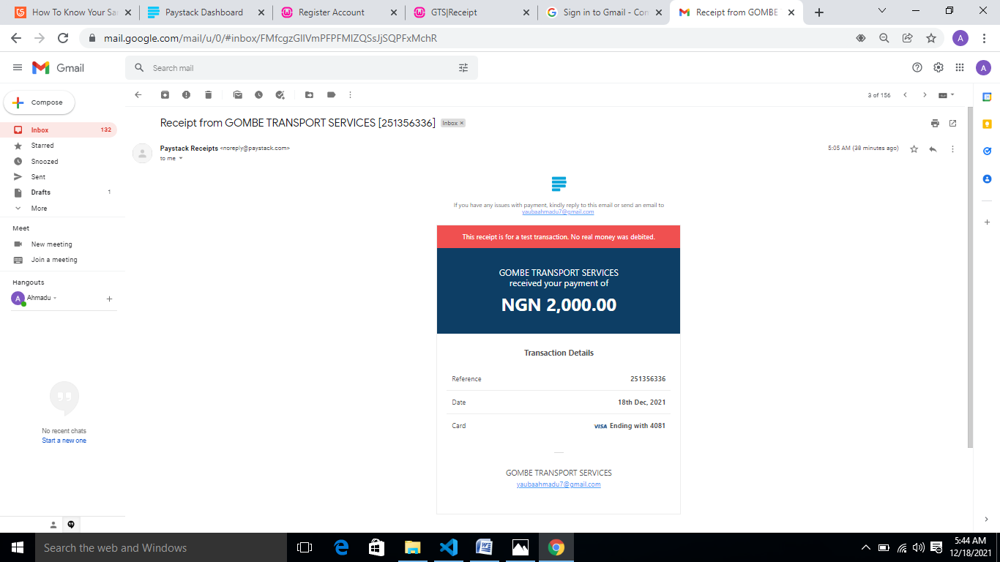 How To Know Your Sa
Paystack Dashboard
Register Account
GTS|Receipt
Sign in to Gmail - Con
Receipt from GOMBE
mail.google.com/mail/u/0/#inbox/FMfcgzGllVmPFPFMlZQSsJjSQPFxMchR
A
Gmail
Search mail
A
Compose
3 of 156
Receipt from GOMBE TRANSPORT SERVICES [251356336]
Inbox ×
Inbox 132
Starred
Snoozed
Sent
Drafts 1
More
Paystack Receipts <noreply@paystack.com>
to me
5:05 AM (38 minutes ago)
If you have any issues with payment, kindly reply to this email or send an email to
yaubaahmadu7@gmail.com
Meet
New meeting
Join a meeting
Hangouts
A Ahmadu
No recent chats
Start a new one
This receipt is for a test transaction. No real money was debited.
GOMBE TRANSPORT SERVICES
received your payment of
NGN 2,000.00
Transaction Details
Reference 251356336
Date 18th Dec, 2021
Card VISA Ending with 4081
GOMBE TRANSPORT SERVICES
yaubaahmadu7@gmail.com
Search the web and Windows
5:44 AM
12/18/2021